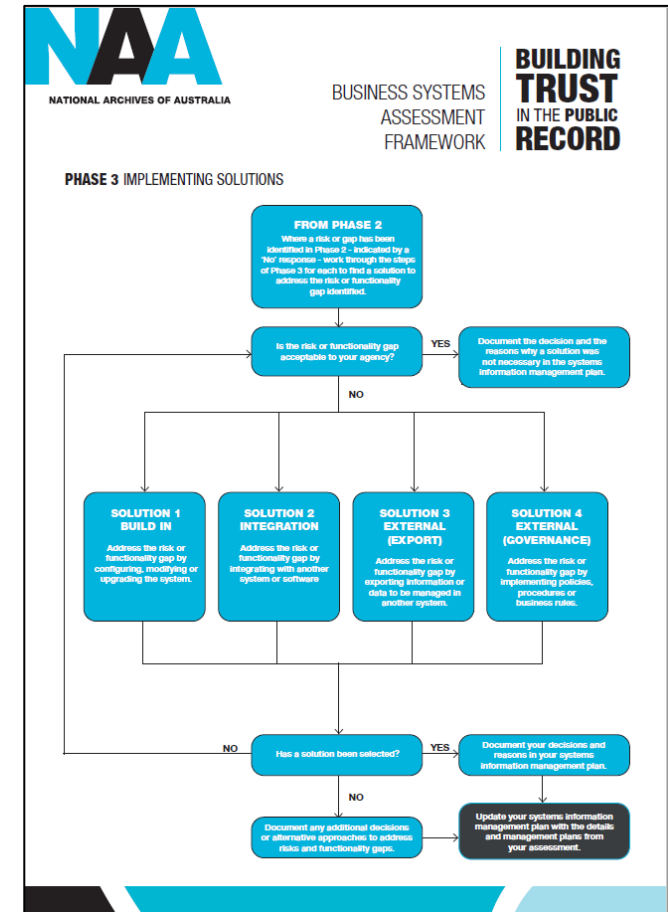 NAA
NATIONAL ARCHIVES OF AUSTRALIA
BUSINESS SYSTEMS
ASSESSMENT
FRAMEWORK
BUILDING
TRUST
IN THE PUBLIC
RECORD
PHASE 3 IMPLEMENTING SOLUTIONS
FROM PHASE 2
Where a risk or gap has been
identified in Phase 2 - indicated by a
'No' response - work through the steps
of Phase 3 for each to find a solution to
address the risk or functionality
gap identified.
Is the risk or functionality gap
acceptable to your agency?
YES
Document the decision and the
reasons why a solution was
not necessary in the systems
information management plan.
NO
SOLUTION 1
BUILD IN
Address the risk or
functionality gap by
configuring, modifying or
upgrading the system.
SOLUTION 2
INTEGRATION
Address the risk or
functionality gap by
integrating with another
system or software
SOLUTION 3
EXTERNAL
(EXPORT)
Address the risk or
functionality gap by
exporting information or
data to be managed in
another system.
SOLUTION 4
EXTERNAL
(GOVERNANCE)
Address the risk or
functionality gap by
implementing policies,
procedures or
business rules.
NO
Has a solution been selected?
YES
Document your decisions and
reasons in your systems
information management plan.
NO
Document any additional decisions
or alternative approaches to address
risks and functionality gaps.
Update your systems information
management plan with the details
and management plans from
your assessment.